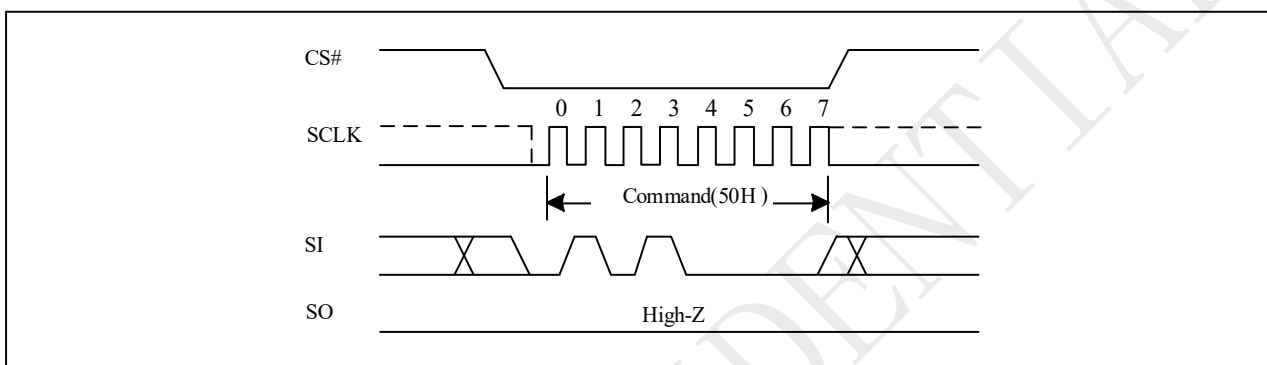 CS#
0 1 2 3 4 5 6 7
SCLK
Command(50H )
SI
SO
High-Z